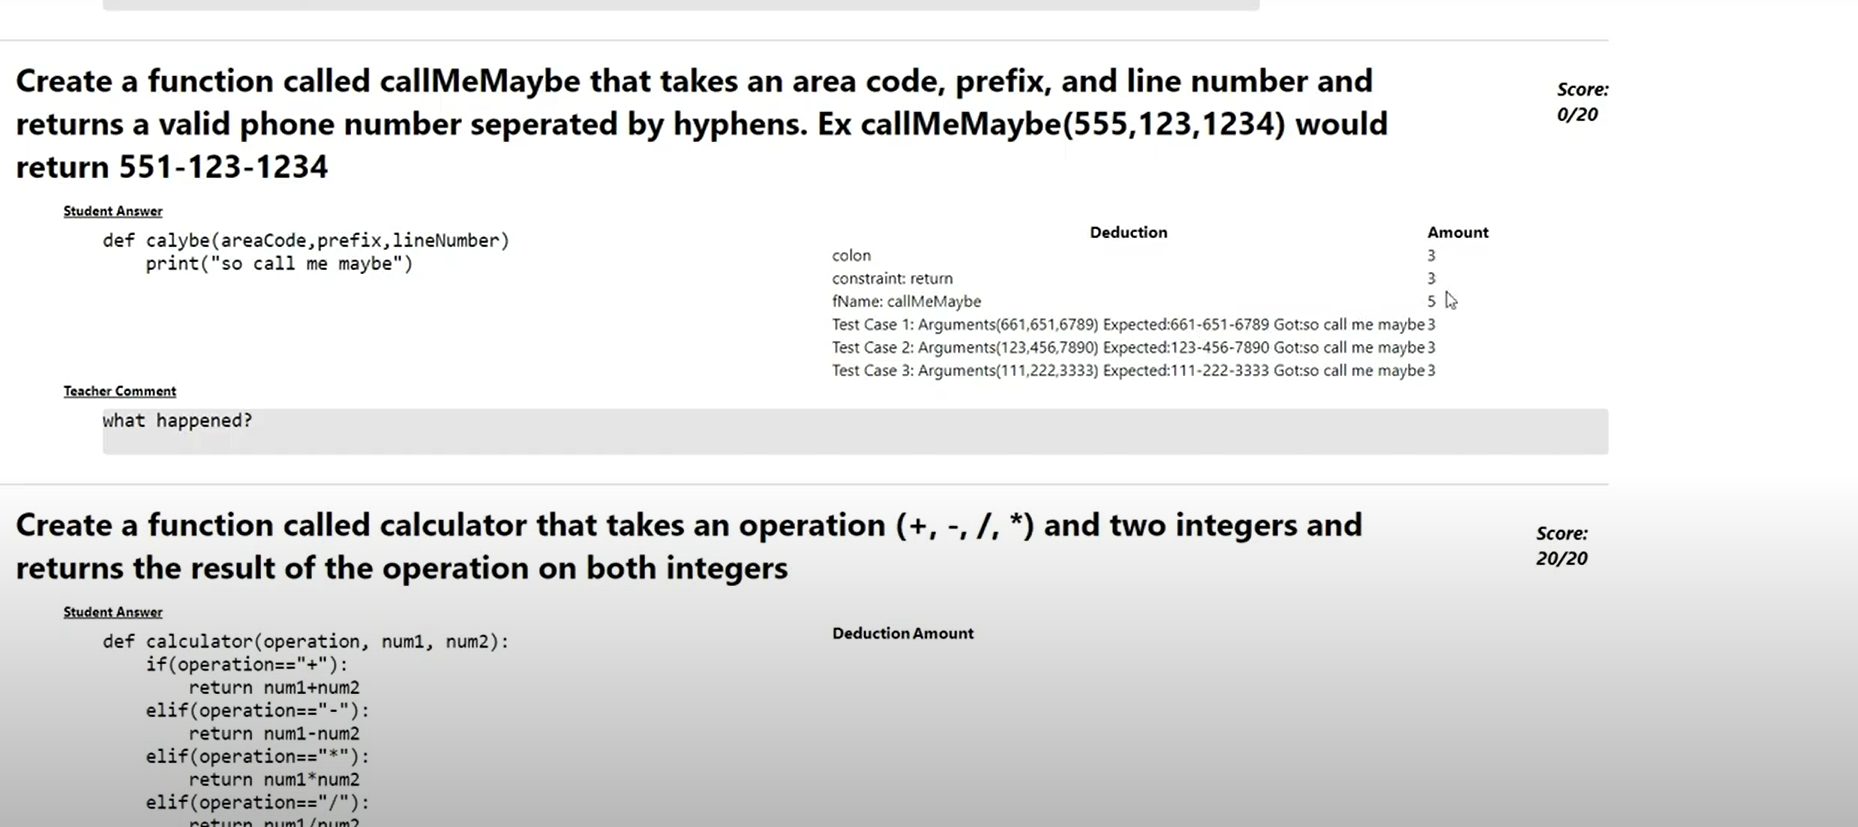 Create a function called callMeMaybe that takes an area code, prefix, and line number and
returns a valid phone number seperated by hyphens. Ex callMeMaybe(555,123,1234) would
return 551-123-1234
Score:
0/20
Student Answer
def calybe(areaCode,prefix,lineNumber)
    print("so call me maybe")
Deduction Amount
colon 3
constraint: return 3
fName: callMeMaybe 5
Test Case 1: Arguments(661,651,6789) Expected:661-651-6789 Got:so call me maybe 3
Test Case 2: Arguments(123,456,7890) Expected:123-456-7890 Got:so call me maybe 3
Test Case 3: Arguments(111,222,3333) Expected:111-222-3333 Got:so call me maybe 3
Teacher Comment
what happened?
Create a function called calculator that takes an operation (+, -, /, *) and two integers and
returns the result of the operation on both integers
Score:
20/20
Student Answer
def calculator(operation, num1, num2):
    if(operation=="+"):
        return num1+num2
    elif(operation=="-"):
        return num1-num2
    elif(operation=="*"):
        return num1*num2
    elif(operation=="/"):
        return num1/num2
Deduction Amount